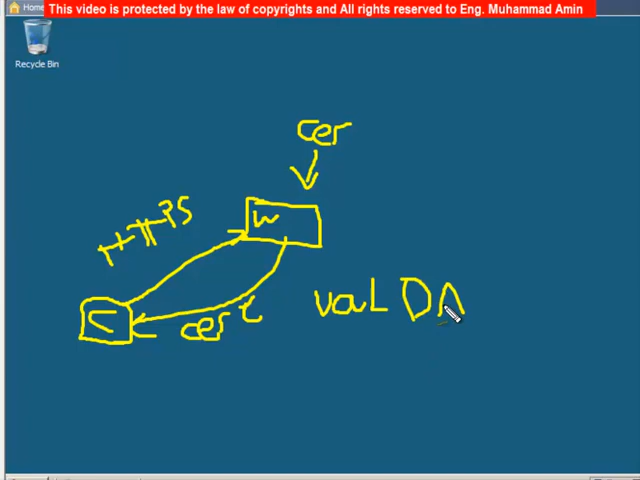 Home
This video is protected by the law of copyrights and All rights reserved to Eng. Muhammad Amin
Recycle Bin
cer
HTTPS
W
C
cert
vaL DA